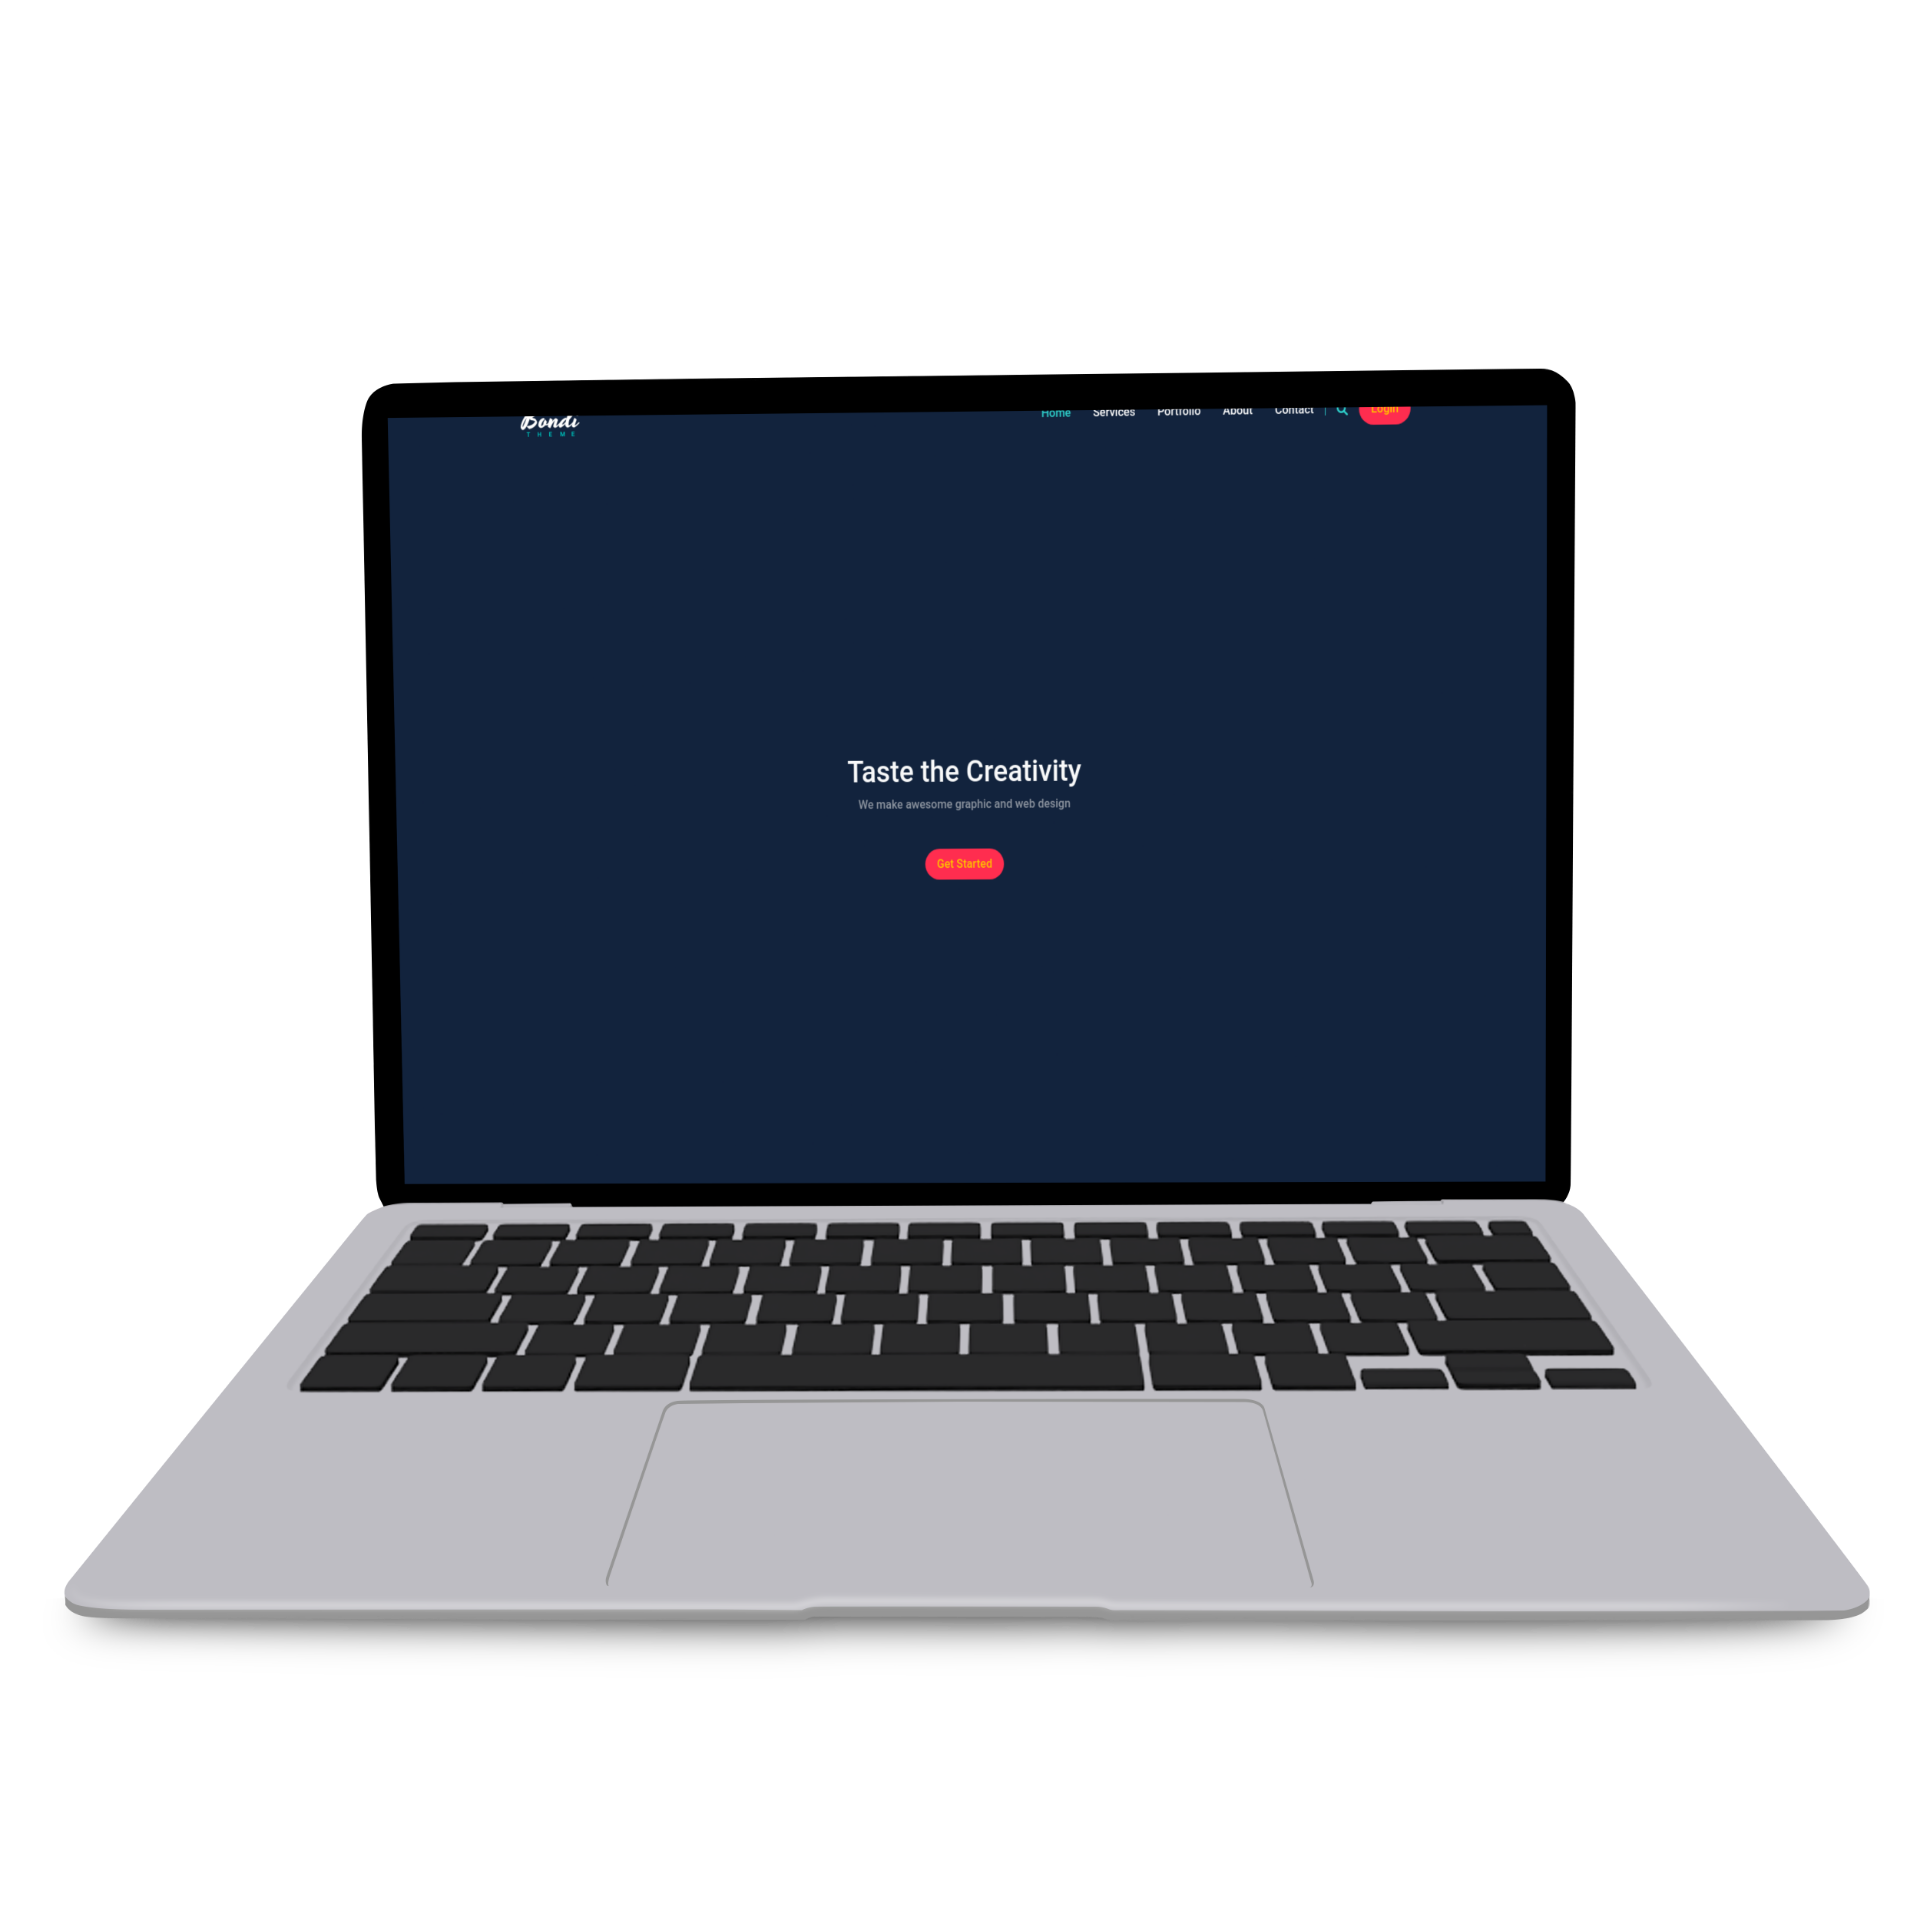 Bondi
THEME
Home Services Portfolio About Contact Login
Taste the Creativity
We make awesome graphic and web design
Get Started